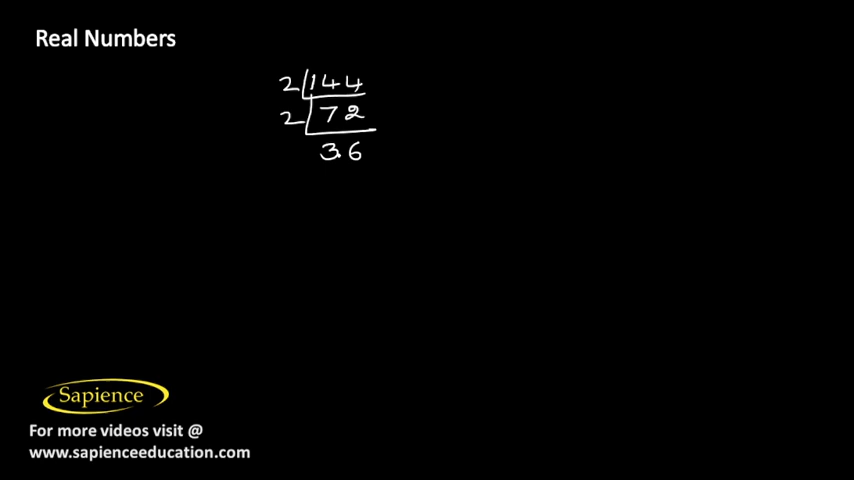 Real Numbers
2 144
2 72
36
Sapience
For more videos visit @
www.sapienceeducation.com